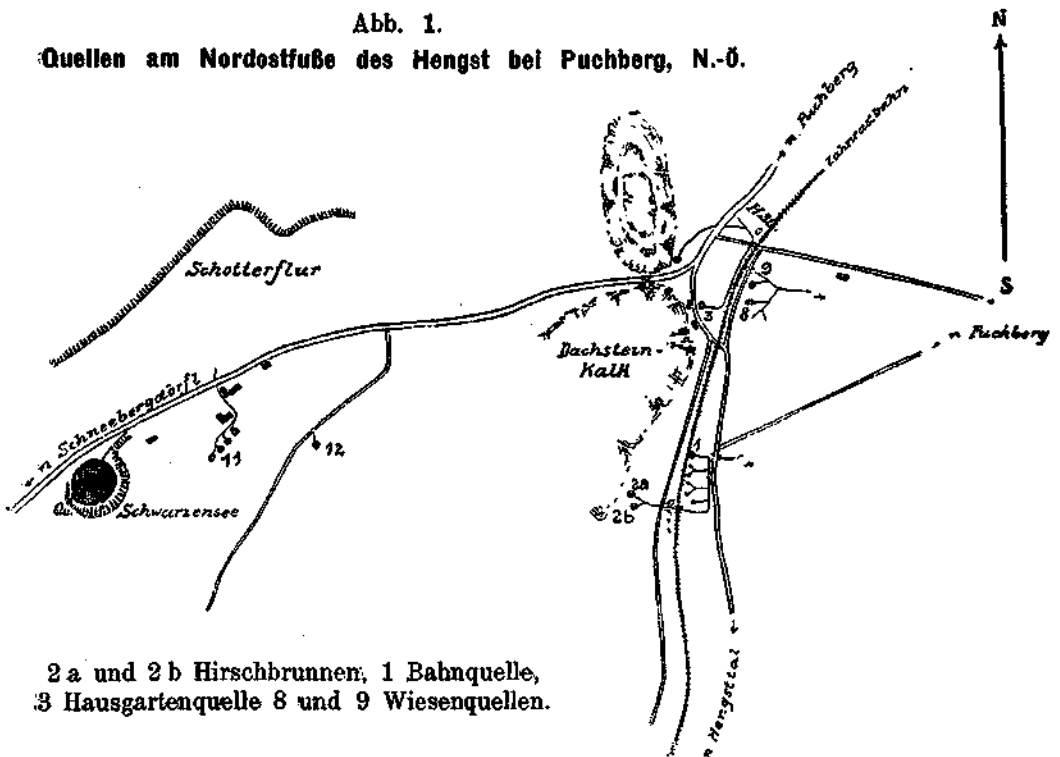 Abb. 1.
Quellen am Nordostfuße des Hengst bei Puchberg, N.-Ö.
N
n Puchberg
Zahnradbahn
H.St.
Schotterflur
9
S
3
8
Dachstein-
Kalk
n Puchberg
n Schneebergdörfl
1
11
12
2a
Qu.
Schwarzensee
2b
n Hengsttal
2 a und 2 b Hirschbrunnen, 1 Bahnquelle,
3 Hausgartenquelle 8 und 9 Wiesenquellen.